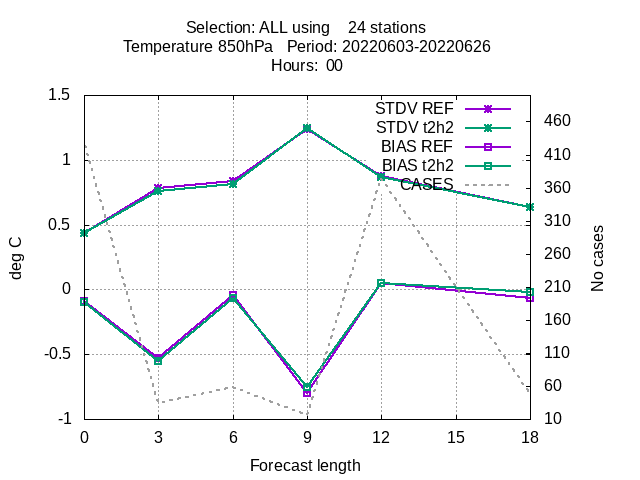 Selection: ALL using    24 stations
Temperature 850hPa   Period: 20220603-20220626
Hours:  00
STDV REF
STDV t2h2
BIAS REF
BIAS t2h2
CASES
1.5
1
0.5
0
-0.5
-1
deg C
460
410
360
310
260
210
160
110
60
10
No cases
0 3 6 9 12 15 18
Forecast length